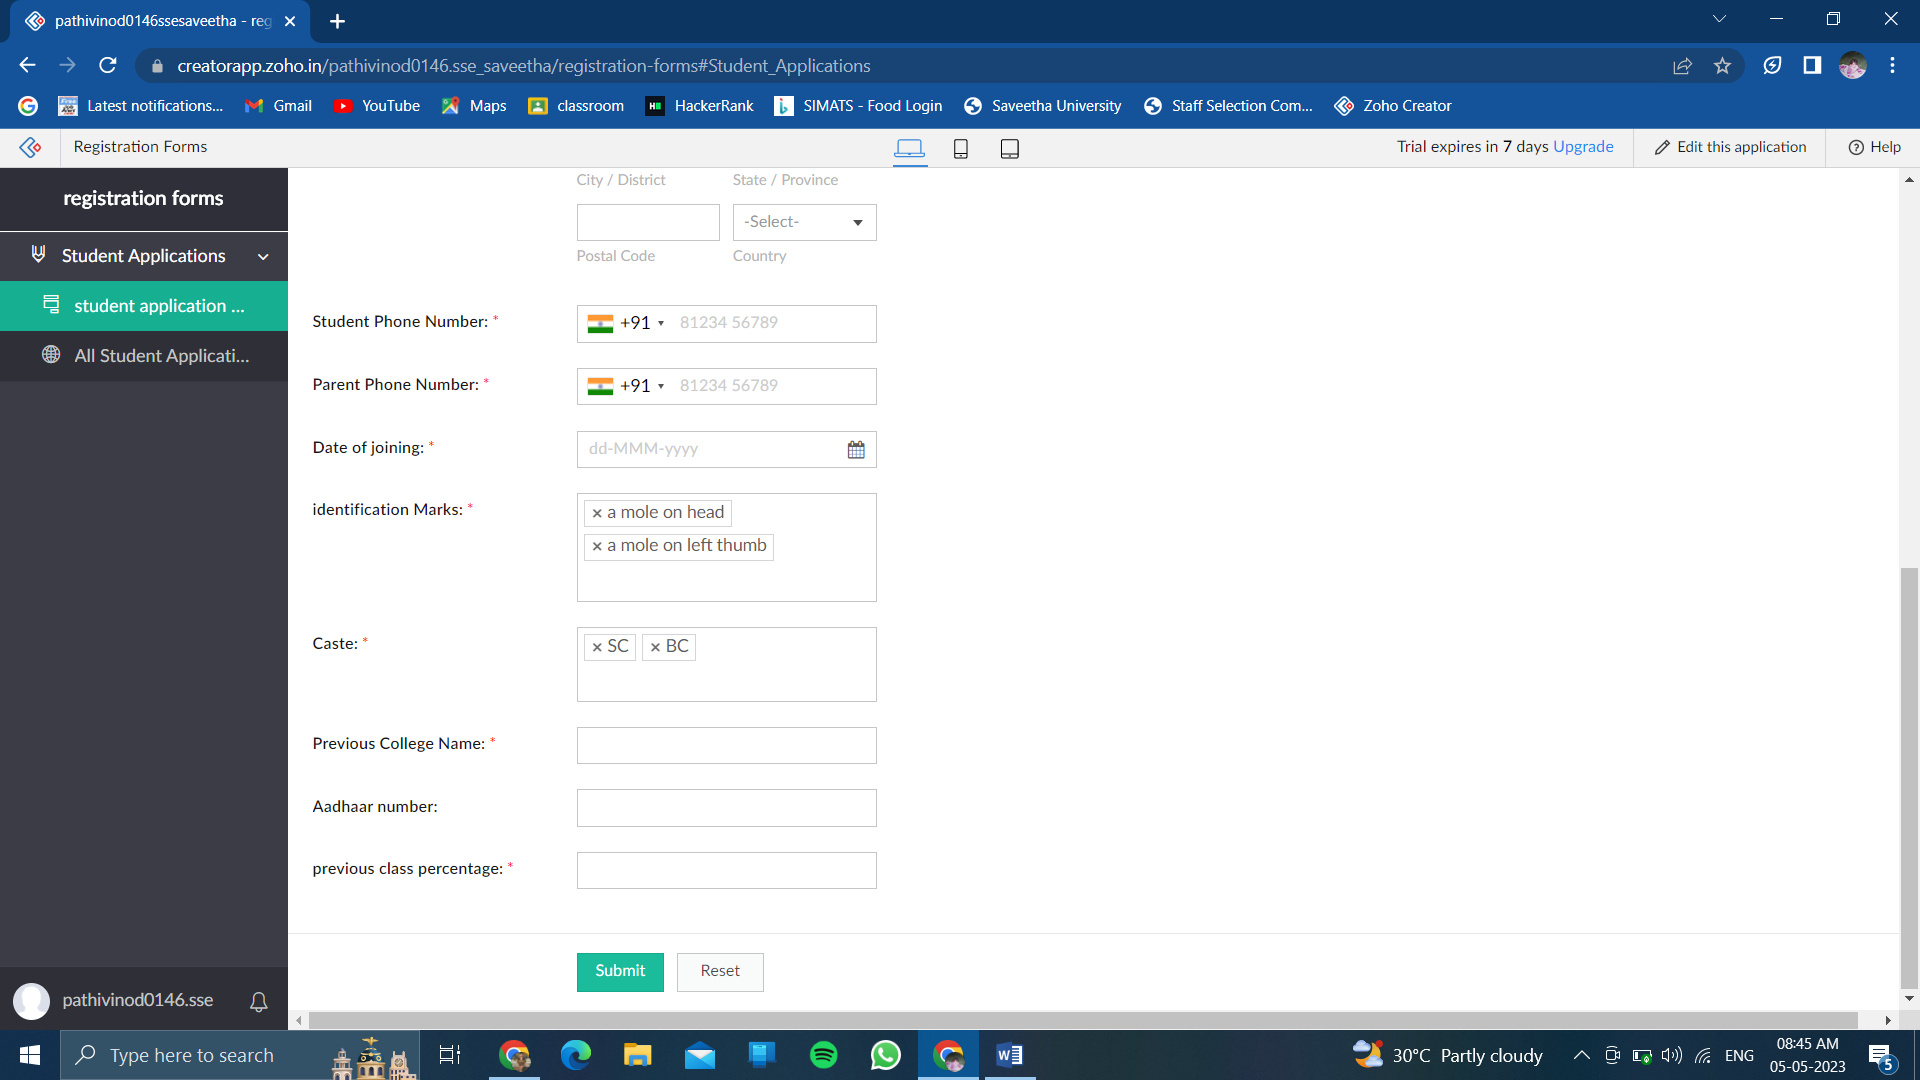 pathivinod0146ssesaveetha - reg
creatorapp.zoho.in/pathivinod0146.sse_saveetha/registration-forms#Student_Applications
Latest notifications... Gmail YouTube Maps classroom HackerRank SIMATS - Food Login Saveetha University Staff Selection Com... Zoho Creator
Registration Forms Trial expires in 7 days Upgrade Edit this application Help
registration forms
Student Applications
student application ...
All Student Applicati...
City / District State / Province
-Select-
Postal Code Country
Student Phone Number: * +91 81234 56789
Parent Phone Number: * +91 81234 56789
Date of joining: * dd-MMM-yyyy
identification Marks: * × a mole on head
× a mole on left thumb
Caste: * × SC × BC
Previous College Name: *
Aadhaar number:
previous class percentage: *
Submit Reset
pathivinod0146.sse
Type here to search 30°C Partly cloudy ENG 08:45 AM
05-05-2023 5